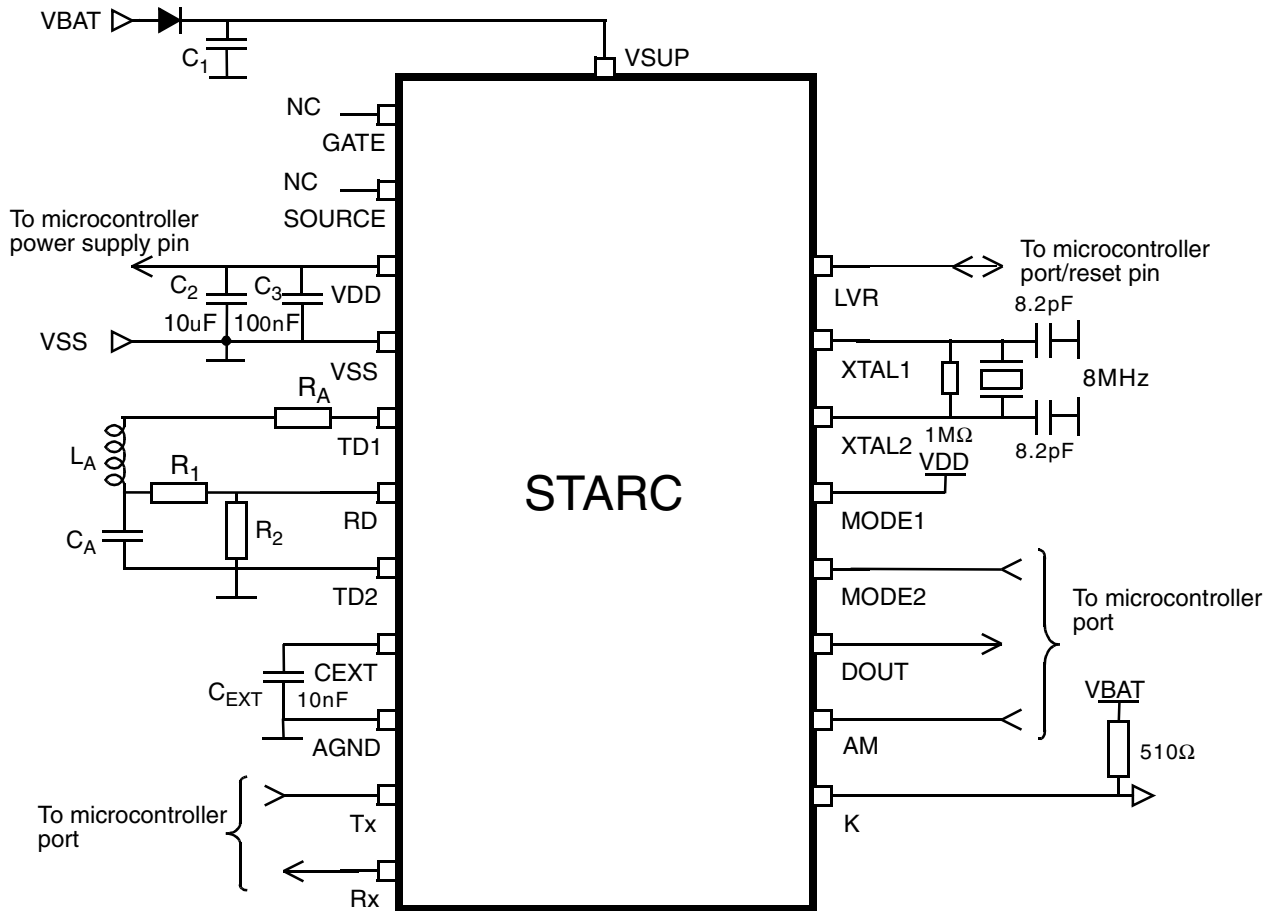 VBAT
C1
VSUP
NC
GATE
NC
SOURCE
To microcontroller
power supply pin
C2
C3
VDD
10uF
100nF
VSS
VSS
RA
TD1
LA
R1
RD
CA
R2
TD2
CEXT
CEXT
10nF
AGND
To microcontroller
port
Tx
Rx
STARC
To microcontroller
port/reset pin
LVR
8.2pF
XTAL1
8MHz
XTAL2
1MΩ
8.2pF
VDD
MODE1
MODE2
To microcontroller
port
DOUT
VBAT
AM
510Ω
K